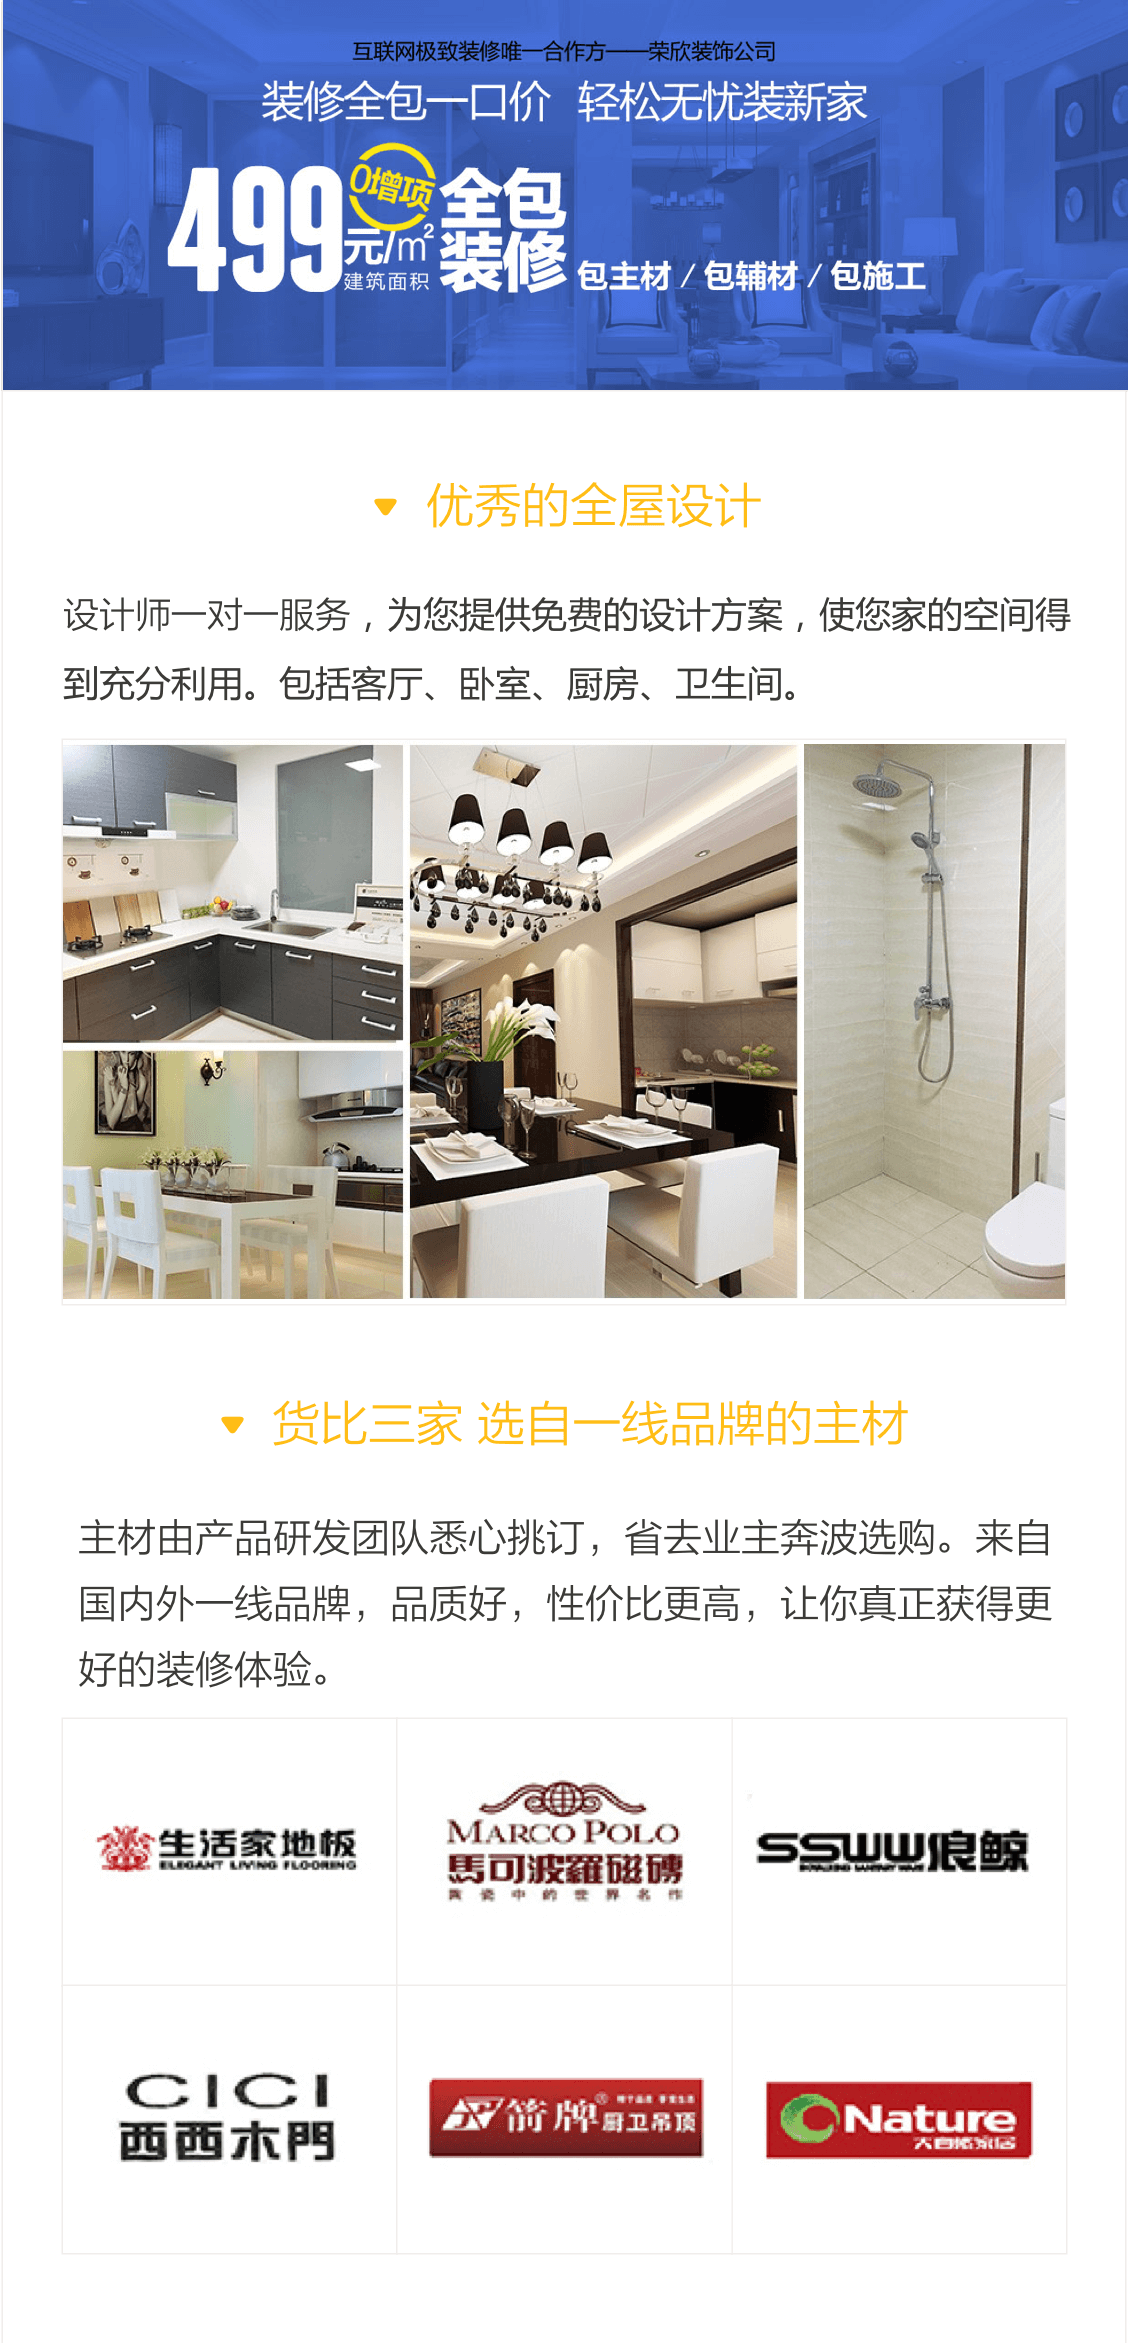 互联网极致装修唯一合作方——荣欣装饰公司
装修全包一口价 轻松无忧装新家
499元/m² 0增项 全包装修
建筑面积
包主材 / 包辅材 / 包施工
优秀的全屋设计
设计师一对一服务，为您提供免费的设计方案，使您家的空间得
到充分利用。包括客厅、卧室、厨房、卫生间。
货比三家 选自一线品牌的主材
主材由产品研发团队悉心挑订，省去业主奔波选购。来自
国内外一线品牌，品质好，性价比更高，让你真正获得更
好的装修体验。
生活家地板
ELEGANT LIVING FLOORING
MARCO POLO
馬可波羅磁磚
陶瓷中的世界名作
SSWW浪鲸
CICI
西西木門
箭牌® 厨卫吊顶
Nature
大自然家居